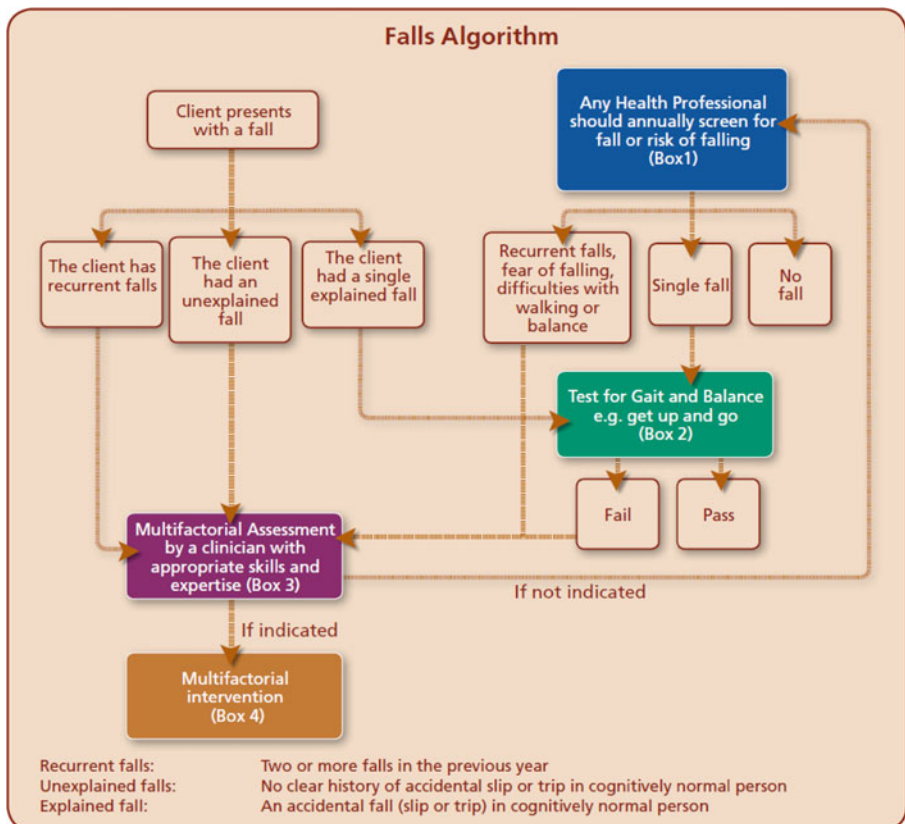 Falls Algorithm
Client presents
with a fall
Any Health Professional
should annually screen for
fall or risk of falling
(Box1)
The client has
recurrent falls
The client
had an
unexplained
fall
The client
had a single
explained fall
Recurrent falls,
fear of falling,
difficulties with
walking or
balance
Single fall
No
fall
Test for Gait and Balance
e.g. get up and go
(Box 2)
Fail
Pass
Multifactorial Assessment
by a clinician with
appropriate skills and
expertise (Box 3)
If not indicated
If indicated
Multifactorial
intervention
(Box 4)
Recurrent falls: Two or more falls in the previous year
Unexplained falls: No clear history of accidental slip or trip in cognitively normal person
Explained fall: An accidental fall (slip or trip) in cognitively normal person